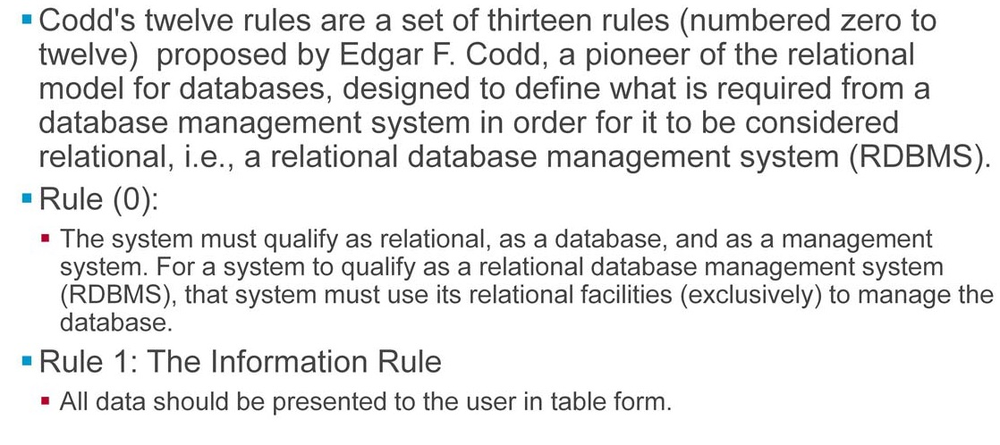 ▪ Codd's twelve rules are a set of thirteen rules (numbered zero to
twelve)  proposed by Edgar F. Codd, a pioneer of the relational
model for databases, designed to define what is required from a
database management system in order for it to be considered
relational, i.e., a relational database management system (RDBMS).
▪ Rule (0):
▪ The system must qualify as relational, as a database, and as a management
system. For a system to qualify as a relational database management system
(RDBMS), that system must use its relational facilities (exclusively) to manage the
database.
▪ Rule 1: The Information Rule
▪ All data should be presented to the user in table form.